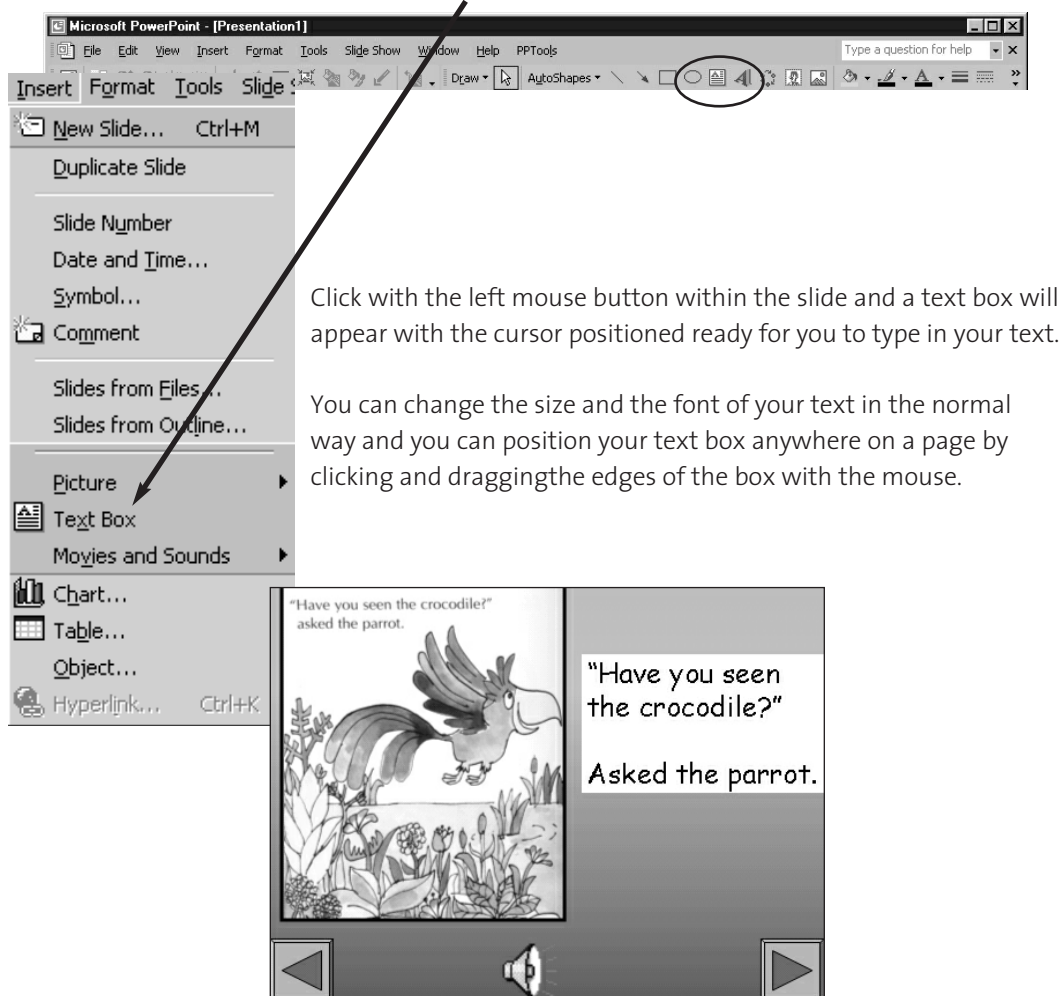 Microsoft PowerPoint - [Presentation1]
File Edit View Insert Format Tools Slide Show Window Help PPTools Type a question for help
Draw AutoShapes
Insert Format Tools Slide
New Slide... Ctrl+M
Duplicate Slide
Slide Number
Date and Time...
Symbol...
Comment
Slides from Files...
Slides from Outline...
Picture
Text Box
Movies and Sounds
Chart...
Table...
Object...
Hyperlink... Ctrl+K
Click with the left mouse button within the slide and a text box will
appear with the cursor positioned ready for you to type in your text.
You can change the size and the font of your text in the normal
way and you can position your text box anywhere on a page by
clicking and draggingthe edges of the box with the mouse.
"Have you seen the crocodile?"
asked the parrot.
"Have you seen
the crocodile?"
Asked the parrot.